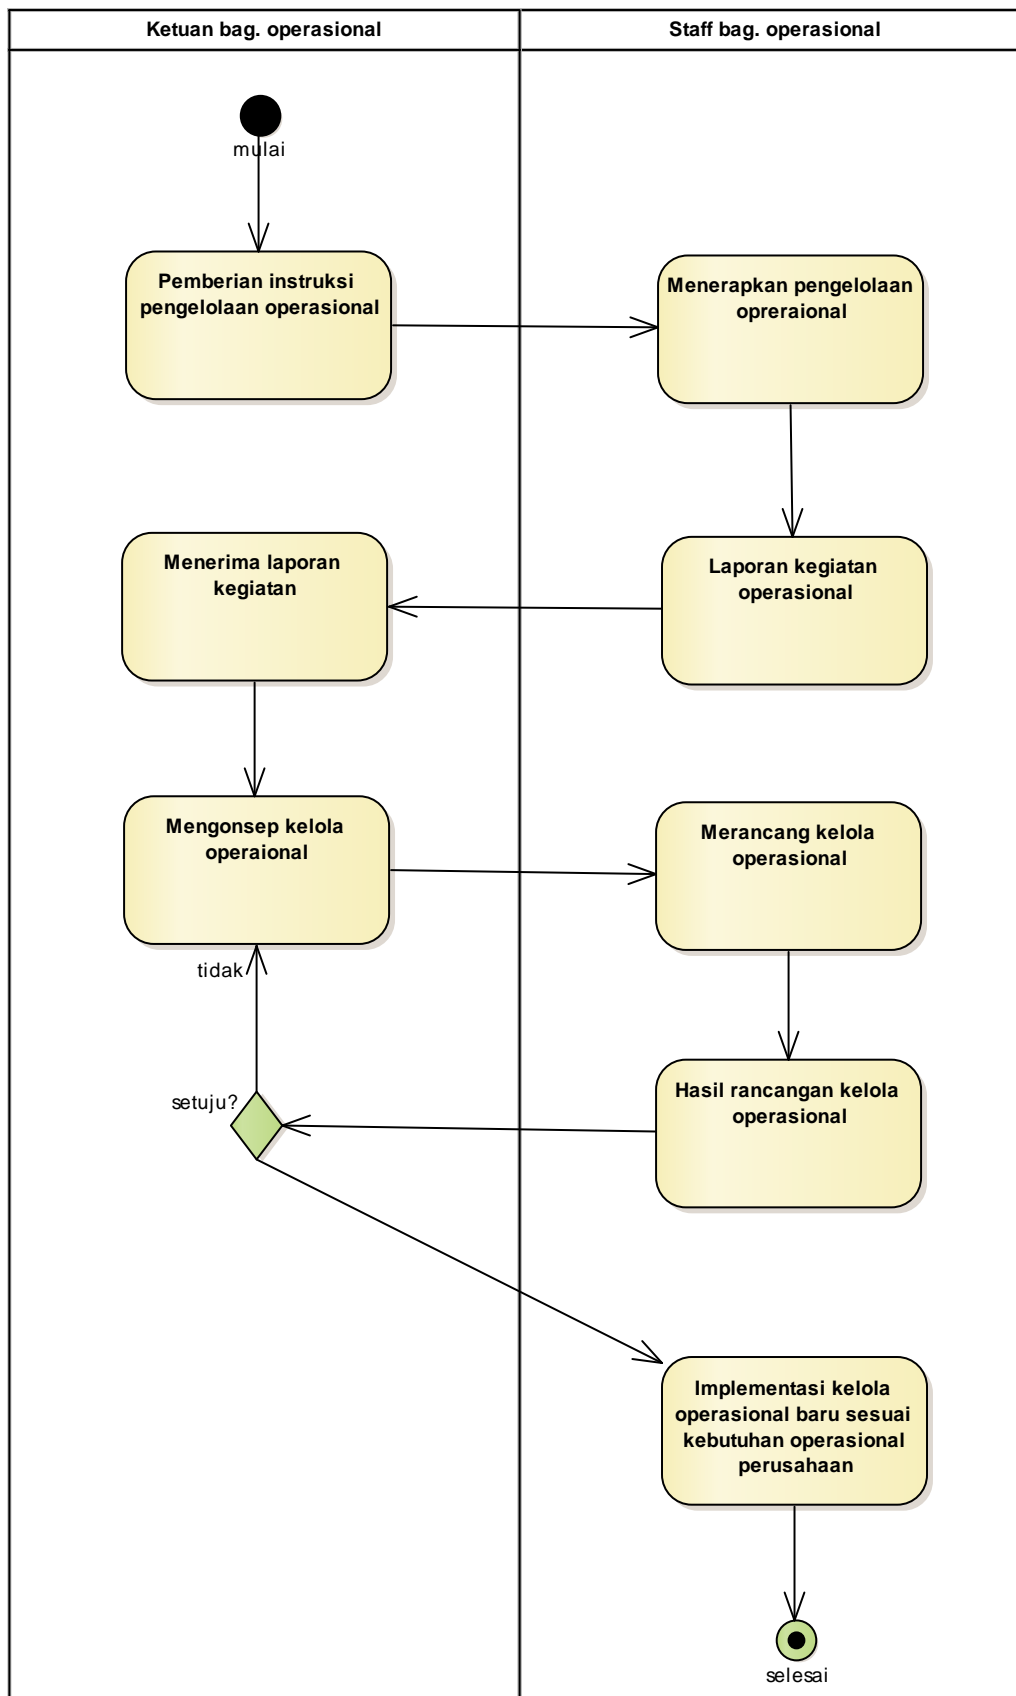 Ketuan bag. operasional
Staff bag. operasional
mulai
Pemberian instruksi
pengelolaan operasional
Menerapkan pengelolaan
opreraional
Menerima laporan
kegiatan
Laporan kegiatan
operasional
Mengonsep kelola
operaional
Merancang kelola
operasional
tidak
setuju?
Hasil rancangan kelola
operasional
Implementasi kelola
operasional baru sesuai
kebutuhan operasional
perusahaan
selesai